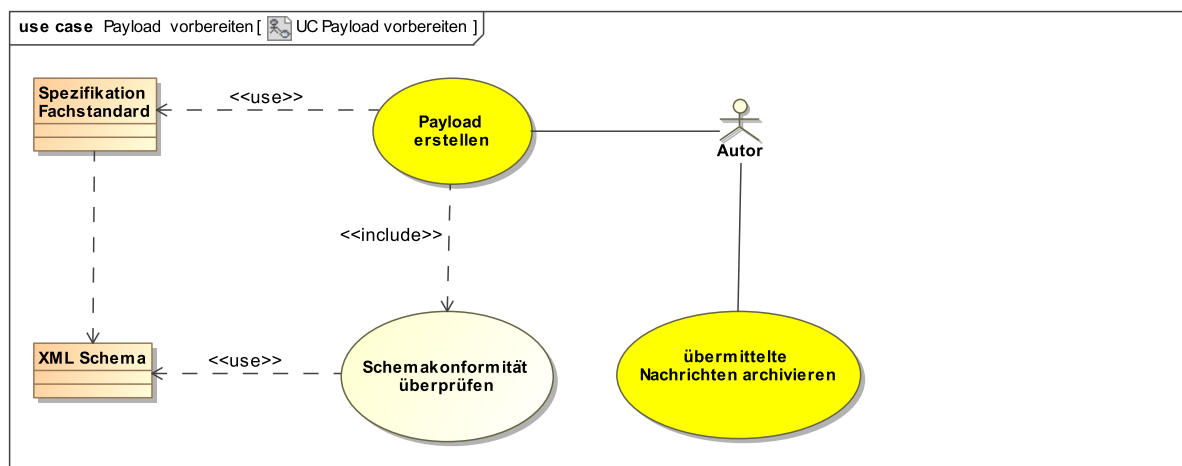 use case Payload vorbereiten [ UC Payload vorbereiten ]
Spezifikation
Fachstandard
<<use>>
Payload
erstellen
Autor
<<include>>
XML Schema
<<use>>
Schemakonformität
überprüfen
übermittelte
Nachrichten archivieren